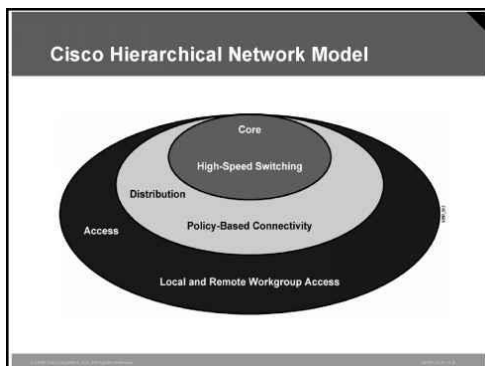 Cisco Hierarchical Network Model
Core
High-Speed Switching
Distribution
Policy-Based Connectivity
Access
Local and Remote Workgroup Access